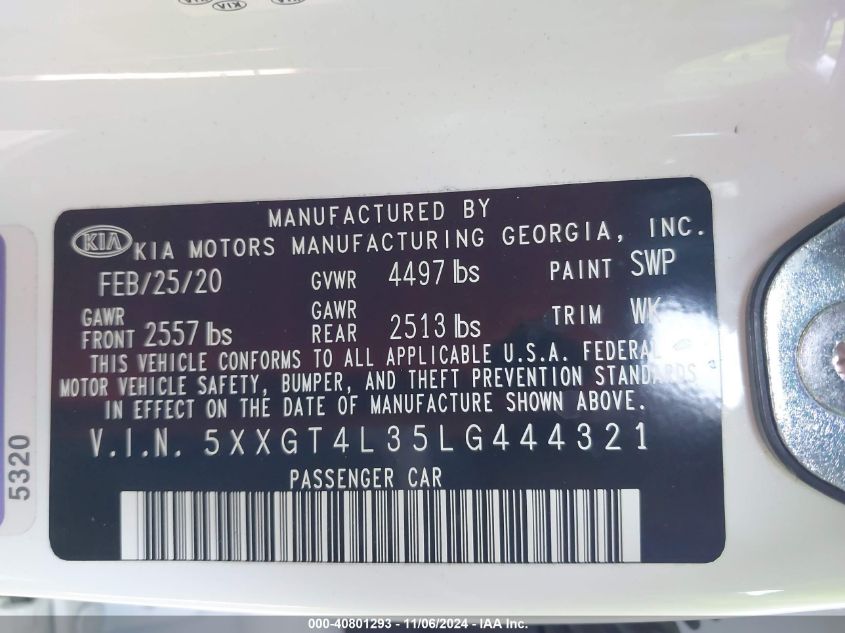 KIA
MANUFACTURED BY
KIA KIA MOTORS MANUFACTURING GEORGIA, INC.
FEB/25/20 GVWR 4497 lbs PAINT SWP
GAWR FRONT 2557 lbs GAWR REAR 2513 lbs TRIM WK
THIS VEHICLE CONFORMS TO ALL APPLICABLE U.S.A. FEDERAL
MOTOR VEHICLE SAFETY, BUMPER, AND THEFT PREVENTION STANDARDS
IN EFFECT ON THE DATE OF MANUFACTURE SHOWN ABOVE.
V.I.N. 5XXGT4L35LG444321
PASSENGER CAR
5320
000-40801293 - 11/06/2024 - IAA Inc.